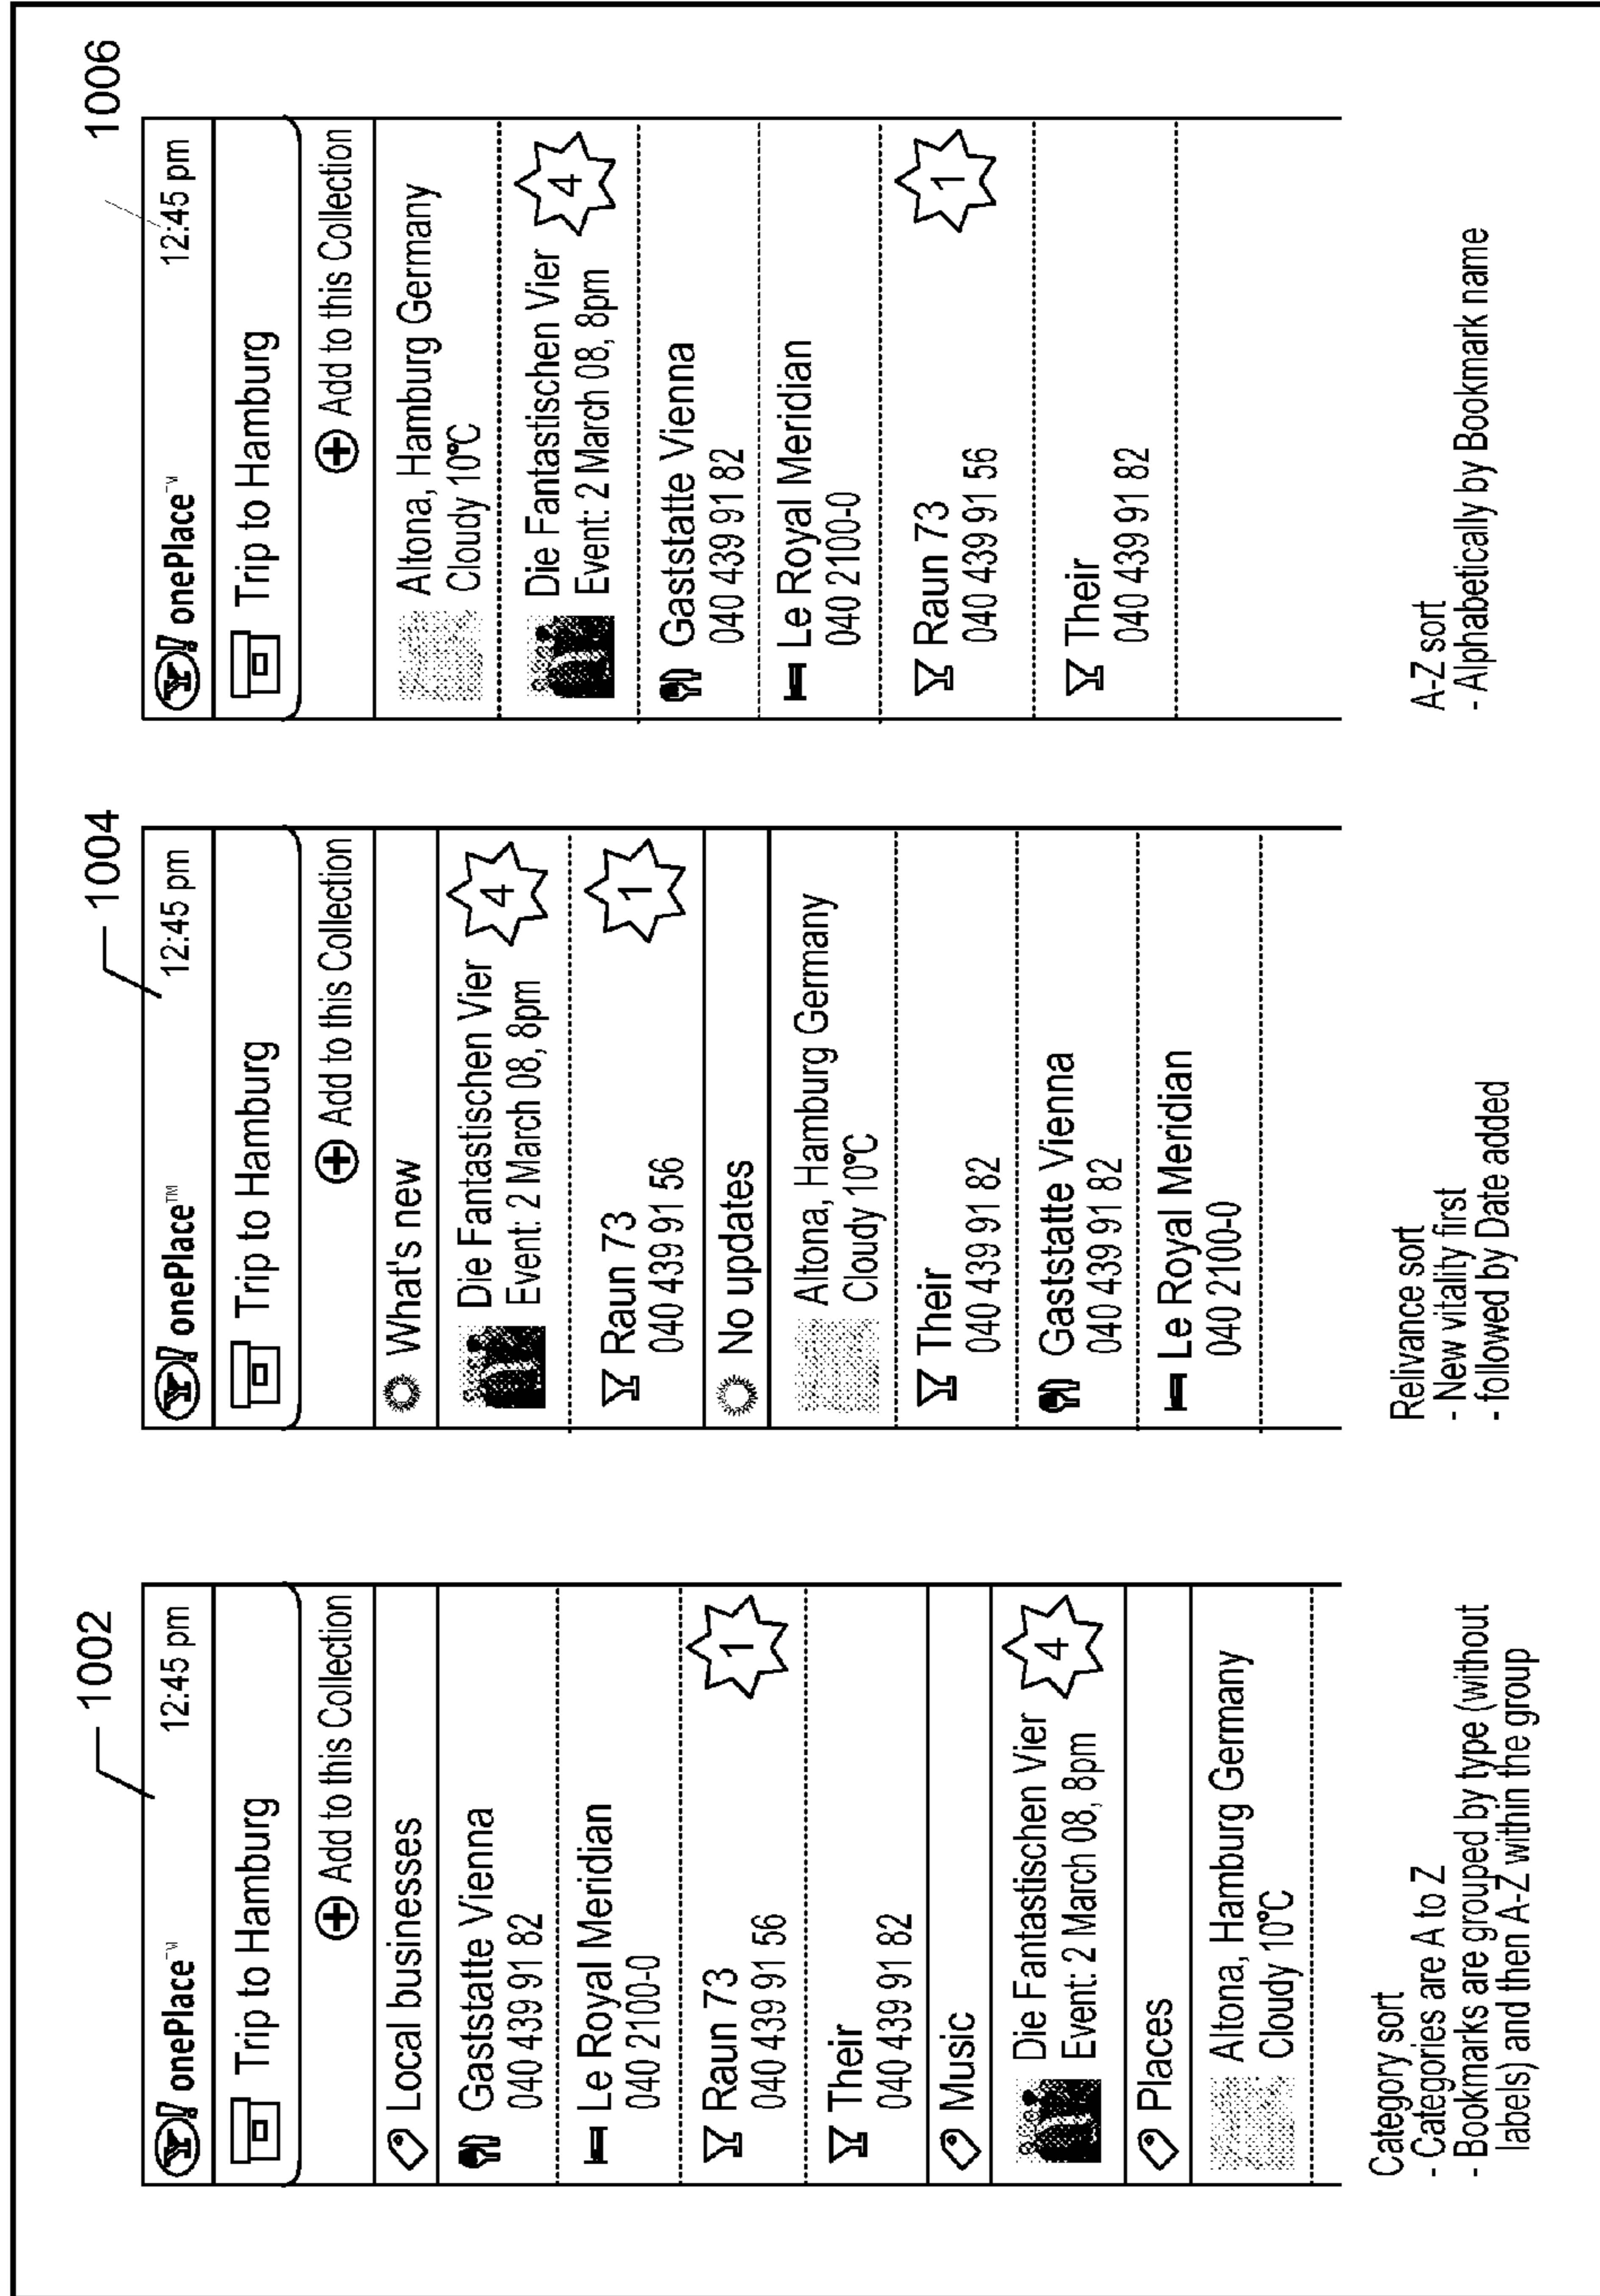 1002
onePlace™ 12:45 pm
Trip to Hamburg
Add to this Collection
Local businesses
Gaststatte Vienna
040 439 91 82
Le Royal Meridian
040 2100-0
Raun 73
040 439 91 56
1
Their
040 439 91 82
Music
Die Fantastischen Vier
Event: 2 March 08, 8pm
4
Places
Altona, Hamburg Germany
Cloudy 10°C
Category sort
- Categories are A to Z
- Bookmarks are grouped by type (without
labels) and then A-Z within the group
1004
onePlace™ 12:45 pm
Trip to Hamburg
Add to this Collection
What's new
Die Fantastischen Vier
Event: 2 March 08, 8pm
4
Raun 73
040 439 91 56
1
No updates
Altona, Hamburg Germany
Cloudy 10°C
Their
040 439 91 82
Gaststatte Vienna
040 439 91 82
Le Royal Meridian
040 2100-0
Relivance sort
- New vitality first
- followed by Date added
1006
onePlace™ 12:45 pm
Trip to Hamburg
Add to this Collection
Altona, Hamburg Germany
Cloudy 10°C
Die Fantastischen Vier
Event: 2 March 08, 8pm
4
Gaststatte Vienna
040 439 91 82
Le Royal Meridian
040 2100-0
Raun 73
040 439 91 56
1
Their
040 439 91 82
A-Z sort
- Alphabetically by Bookmark name